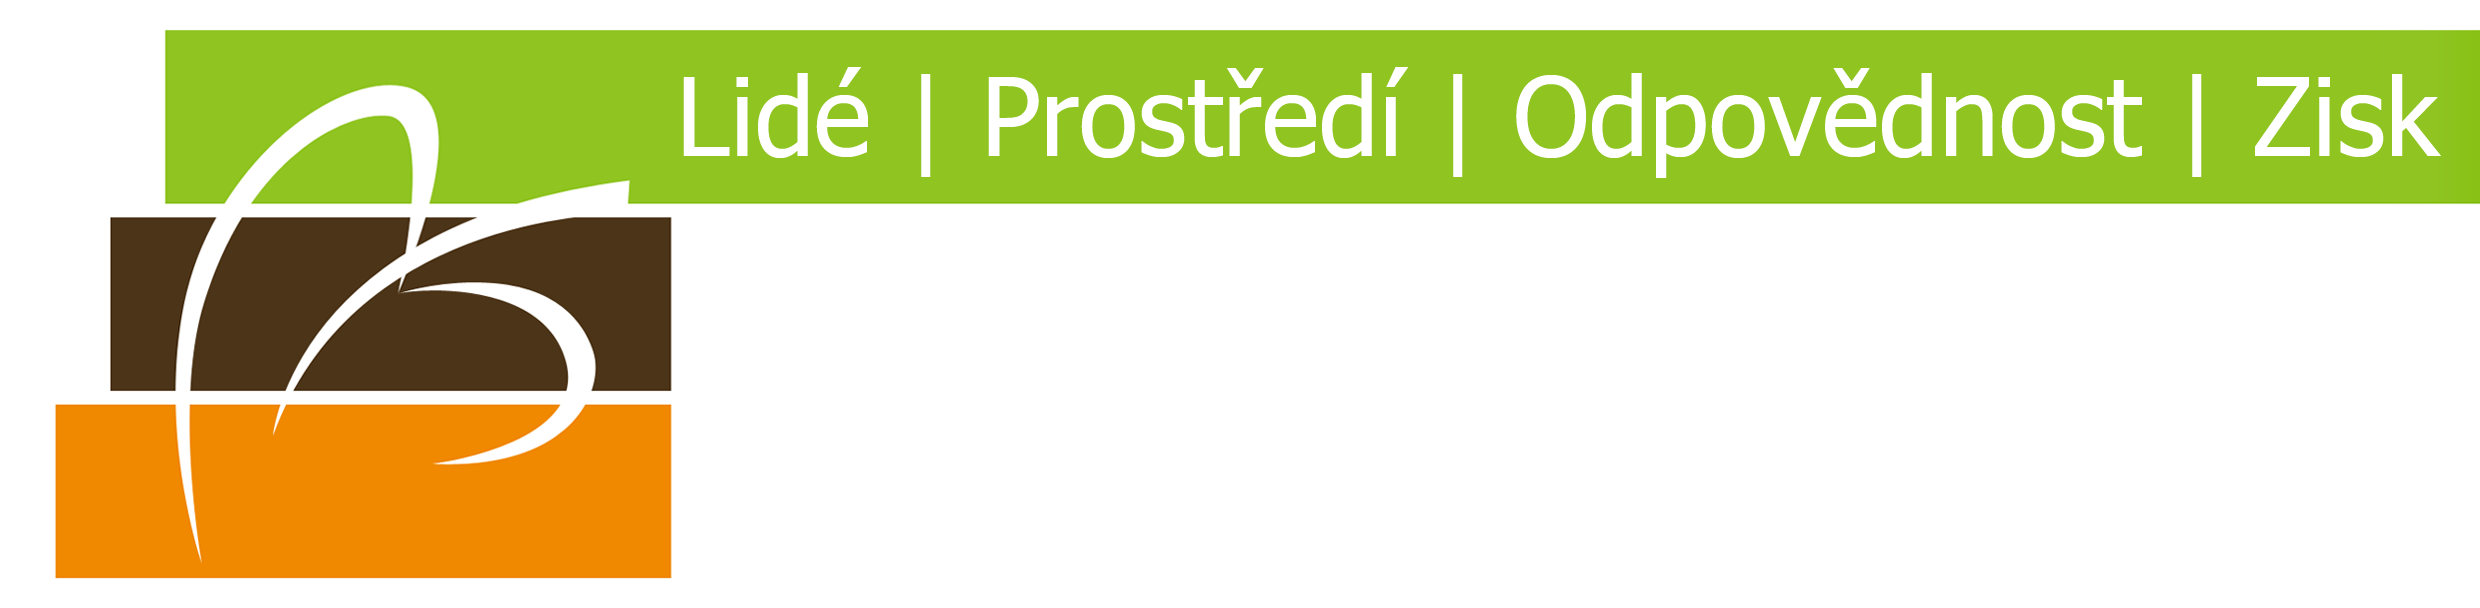 Lidé | Prostředí | Odpovědnost | Zisk